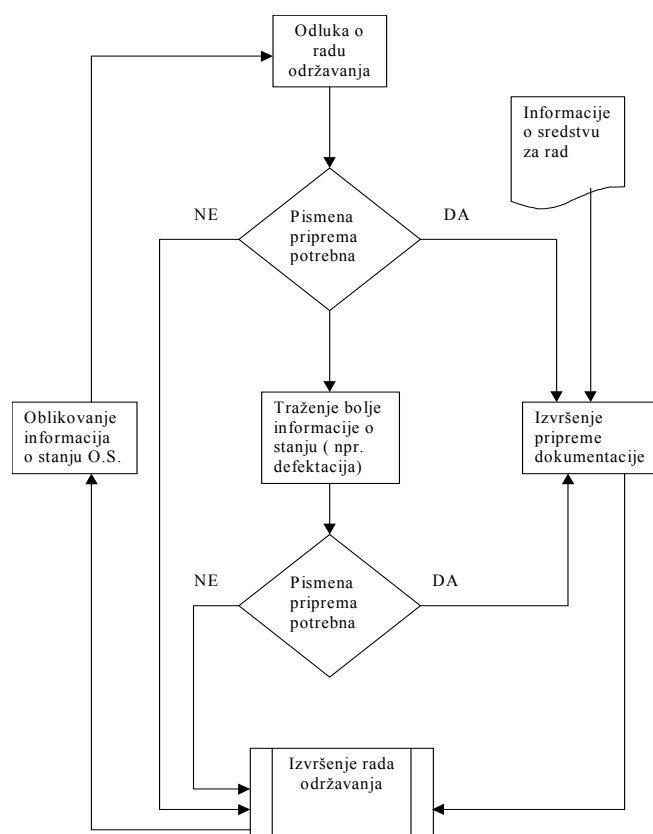 Odluka o
radu
održavanja
Informacije
o sredstvu
za rad
NE
Pismena
priprema
potrebna
DA
Oblikovanje
informacija
o stanju O.S.
Traženje bolje
informacije o
stanju ( npr.
defektacija)
Izvršenje
pripreme
dokumentacije
NE
Pismena
priprema
potrebna
DA
Izvršenje rada
održavanja